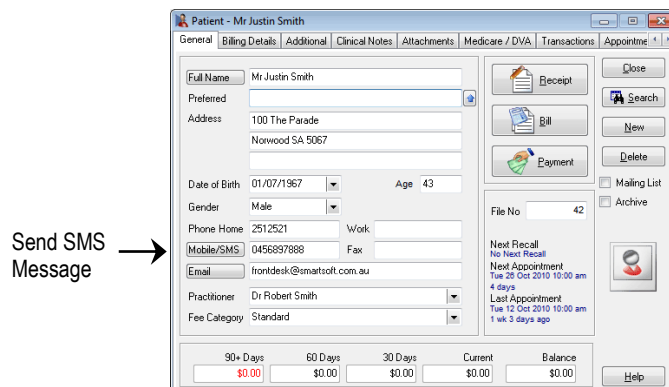 Patient - Mr Justin Smith
General Billing Details Additional Clinical Notes Attachments Medicare / DVA Transactions Appointme
Full Name Mr Justin Smith
Preferred
Address 100 The Parade
Norwood SA 5067
Date of Birth 01/07/1967 Age 43
Gender Male
Phone Home 2512521 Work
Mobile/SMS 0456897888 Fax
Email frontdesk@smartsoft.com.au
Practitioner Dr Robert Smith
Fee Category Standard
Receipt
Bill
Payment
File No 42
Next Recall
No Next Recall
Next Appointment
Tue 26 Oct 2010 10:00 am
4 days
Last Appointment
Tue 12 Oct 2010 10:00 am
1 wk 3 days ago
Close
Search
New
Delete
Mailing List
Archive
Help
90+ Days 60 Days 30 Days Current Balance
$0.00 $0.00 $0.00 $0.00 $0.00
Send SMS
Message